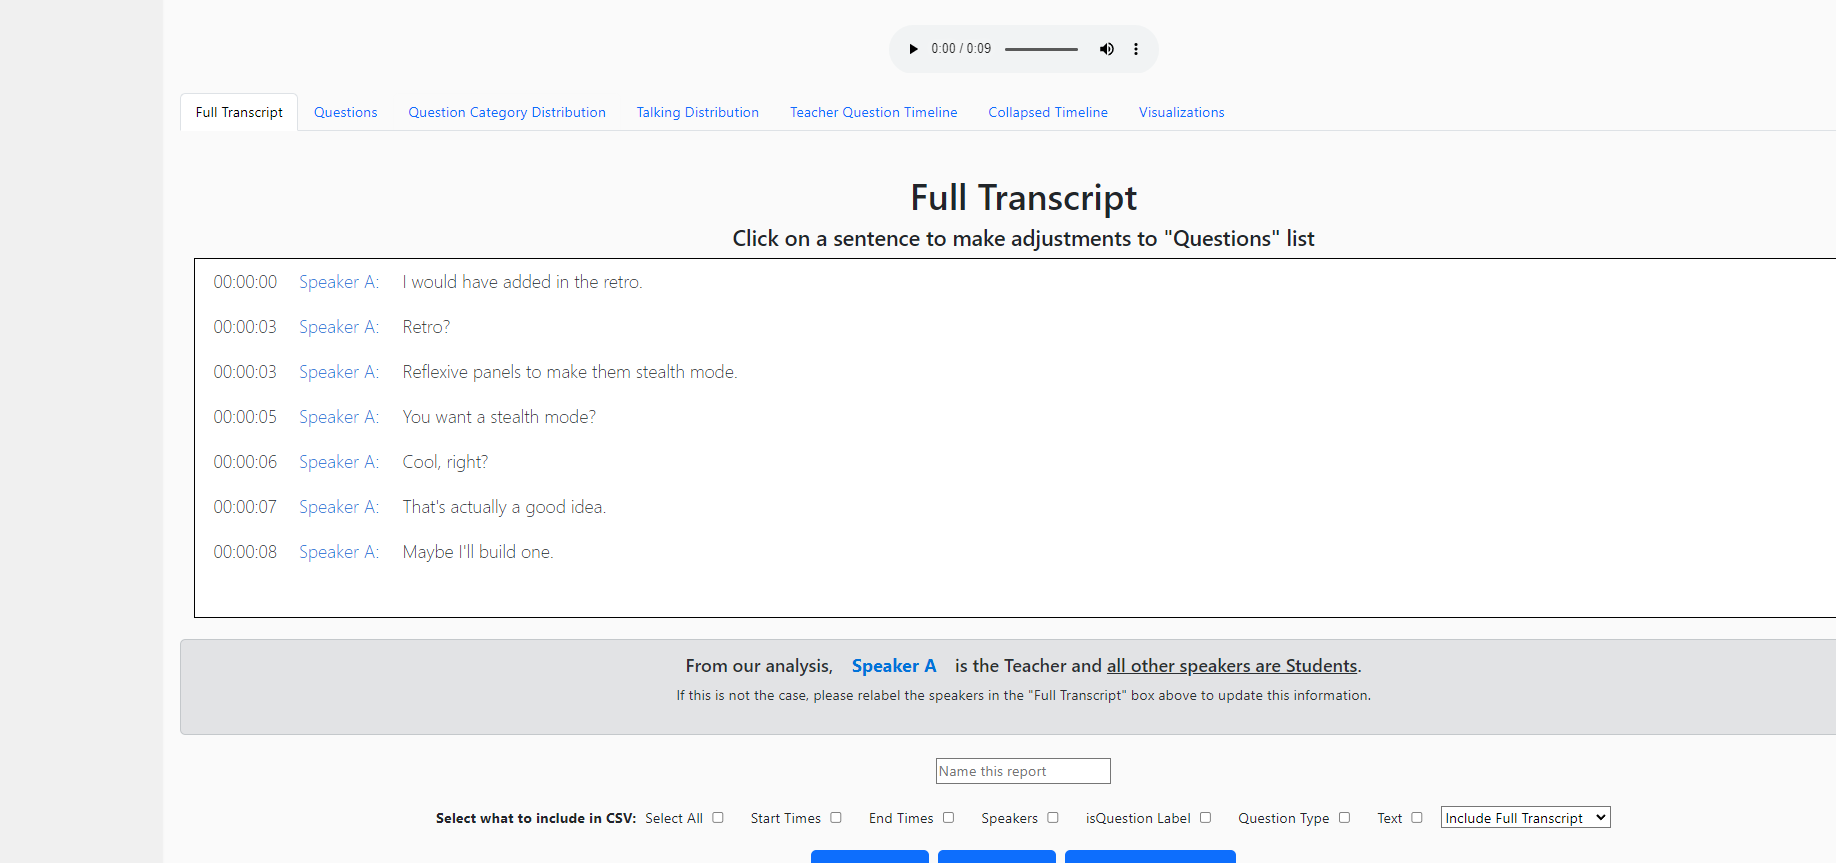 0:00 / 0:09
Full Transcript Questions Question Category Distribution Talking Distribution Teacher Question Timeline Collapsed Timeline Visualizations
Full Transcript
Click on a sentence to make adjustments to "Questions" list
00:00:00 Speaker A: I would have added in the retro.
00:00:03 Speaker A: Retro?
00:00:03 Speaker A: Reflexive panels to make them stealth mode.
00:00:05 Speaker A: You want a stealth mode?
00:00:06 Speaker A: Cool, right?
00:00:07 Speaker A: That's actually a good idea.
00:00:08 Speaker A: Maybe I'll build one.
From our analysis, Speaker A is the Teacher and all other speakers are Students.
If this is not the case, please relabel the speakers in the "Full Transcript" box above to update this information.
Name this report
Select what to include in CSV: Select All Start Times End Times Speakers isQuestion Label Question Type Text Include Full Transcript